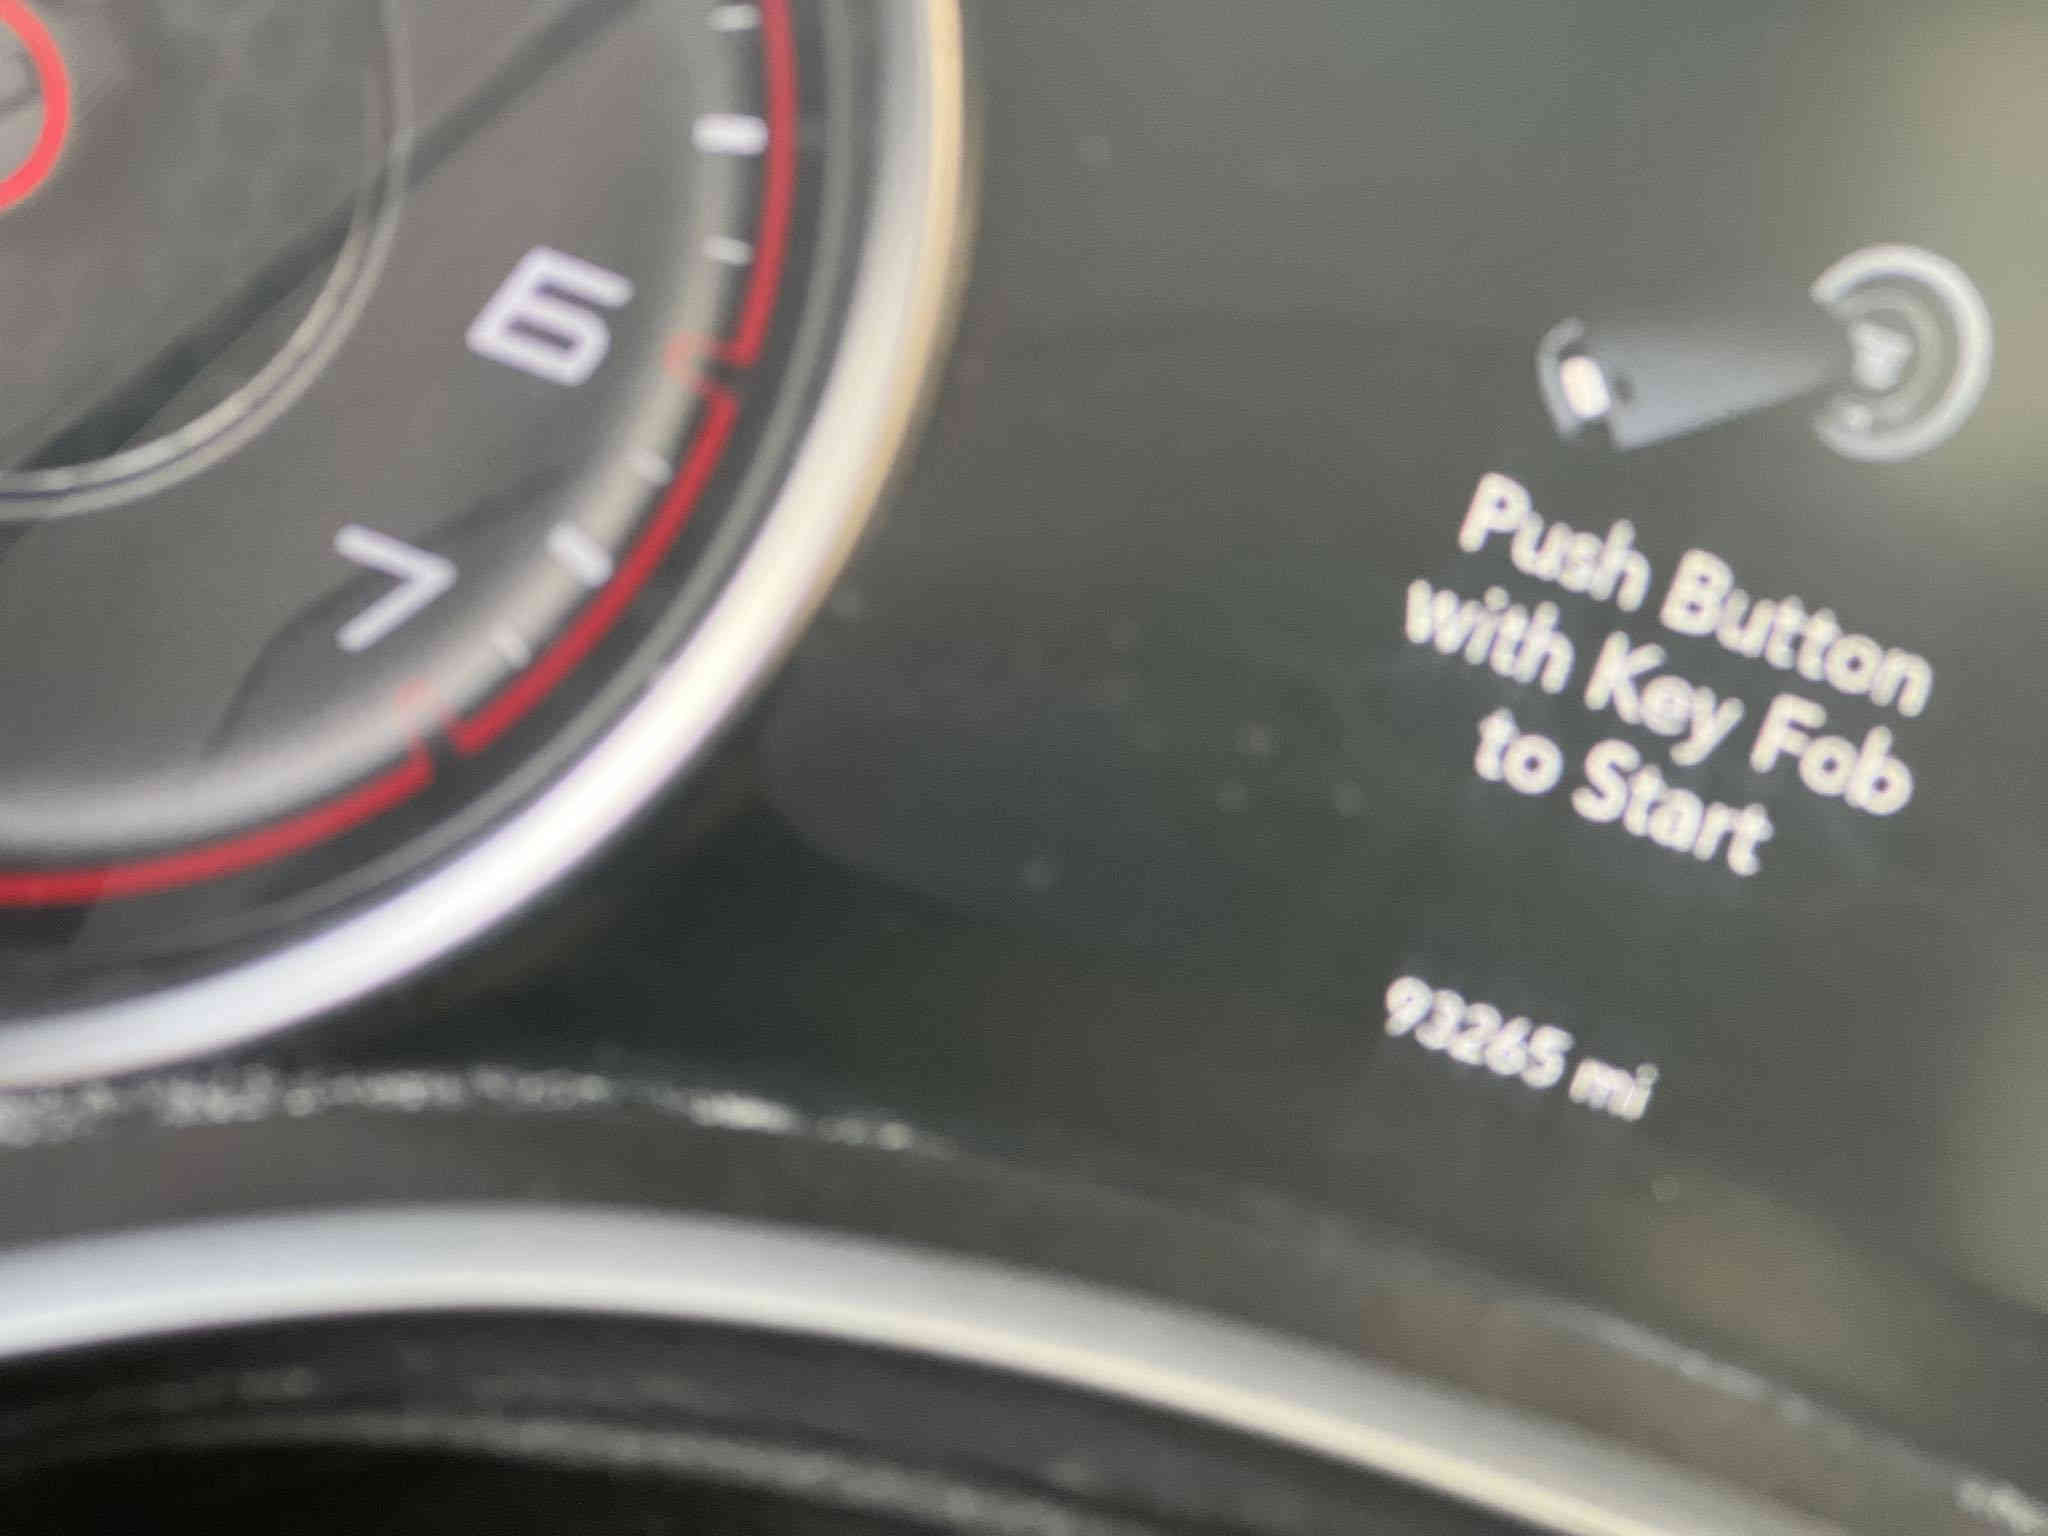 6
7
Push Button
with Key Fob
to Start
93265 mi